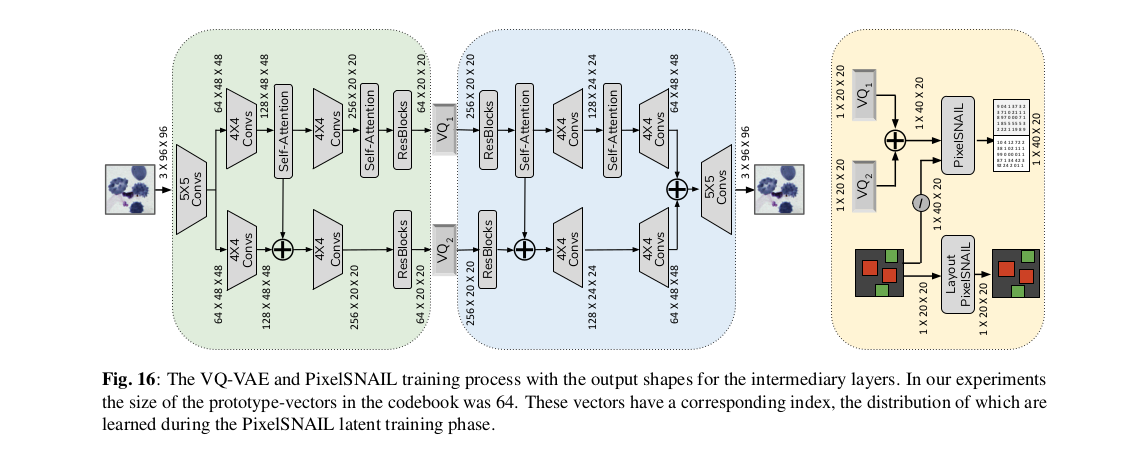 3 X 96 X 96
5X5
Convs
64 X 48 X 48
64 X 48 X 48
4X4
Convs
4X4
Convs
128 X 48 X 48
128 X 48 X 48
Self-Attention
4X4
Convs
4X4
Convs
256 X 20 X 20
256 X 20 X 20
Self-Attention
ResBlocks
ResBlocks
64 X 20 X 20
64 X 20 X 20
VQ2
VQ1
256 X 20 X 20
256 X 20 X 20
ResBlocks
ResBlocks
Self-Attention
4X4
Convs
4X4
Convs
128 X 24 X 24
128 X 24 X 24
Self-Attention
4X4
Convs
4X4
Convs
64 X 48 X 48
64 X 48 X 48
5X5
Convs
3 X 96 X 96
1 X 20 X 20
VQ2
1 X 20 X 20
VQ1
1 X 40 X 20
/
1 X 40 X 20
1 X 20 X 20
Layout
PixelSNAIL
PixelSNAIL
1 X 20 X 20
1 X 40 X 20
Fig. 16: The VQ-VAE and PixelSNAIL training process with the output shapes for the intermediary layers. In our experiments
the size of the prototype-vectors in the codebook was 64. These vectors have a corresponding index, the distribution of which are
learned during the PixelSNAIL latent training phase.